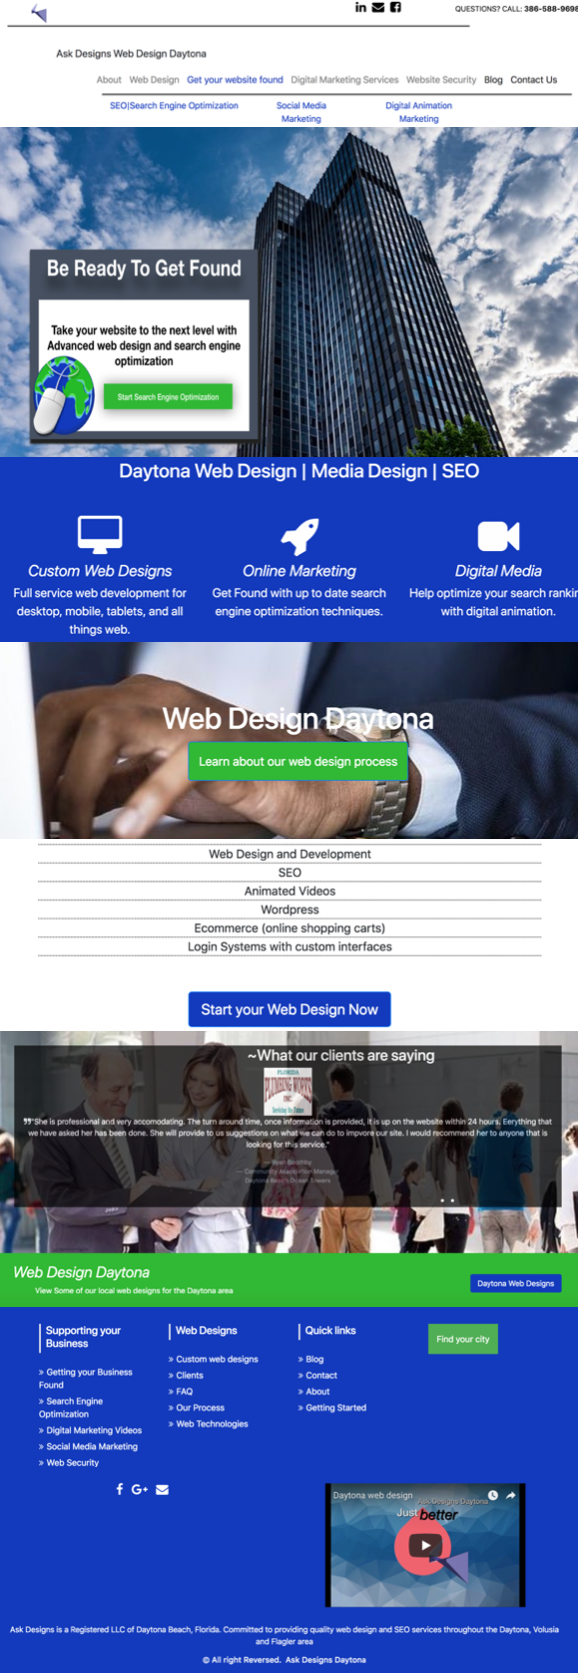 QUESTIONS? CALL: 386-588-9698
Ask Designs Web Design Daytona
About Web Design Get your website found Digital Marketing Services Website Security Blog Contact Us
SEO|Search Engine Optimization Social Media Digital Animation
Marketing Marketing
Be Ready To Get Found
Take your website to the next level with
Advanced web design and search engine
optimization
Start Search Engine Optimization
Daytona Web Design | Media Design | SEO
Custom Web Designs Online Marketing Digital Media
Full service web development for Get Found with up to date search Help optimize your search rankin
desktop, mobile, tablets, and all engine optimization techniques. with digital animation.
things web.
Web Design Daytona
Learn about our web design process
Web Design and Development
SEO
Animated Videos
Wordpress
Ecommerce (online shopping carts)
Login Systems with custom interfaces
Start your Web Design Now
~What our clients are saying
FLORIDA
PLUMBING WORKS
INC.
"She is professional and very accomodating. The turn around time, once information is provided, it is up on the website within 24 hours. Eerything that
we have asked her has been done. She will provide to us suggestions on what we can do to impvore our site. I would recommend her to anyone that is
looking for this service."
— Community Association Manager
Daytona Beach Ocean Towers
Web Design Daytona
View Some of our local web designs for the Daytona area
Daytona Web Designs
Supporting your Web Designs Quick links Find your city
Business
» Getting your Business » Custom web designs » Blog
Found » Clients » Contact
» Search Engine » FAQ » About
Optimization » Our Process » Getting Started
» Digital Marketing Videos » Web Technologies
» Social Media Marketing
» Web Security
Daytona web design
Ask Designs Daytona
Just better
Ask Designs is a Registered LLC of Daytona Beach, Florida. Committed to providing quality web design and SEO services throughout the Daytona, Volusia
and Flagler area
© All right Reversed. Ask Designs Daytona